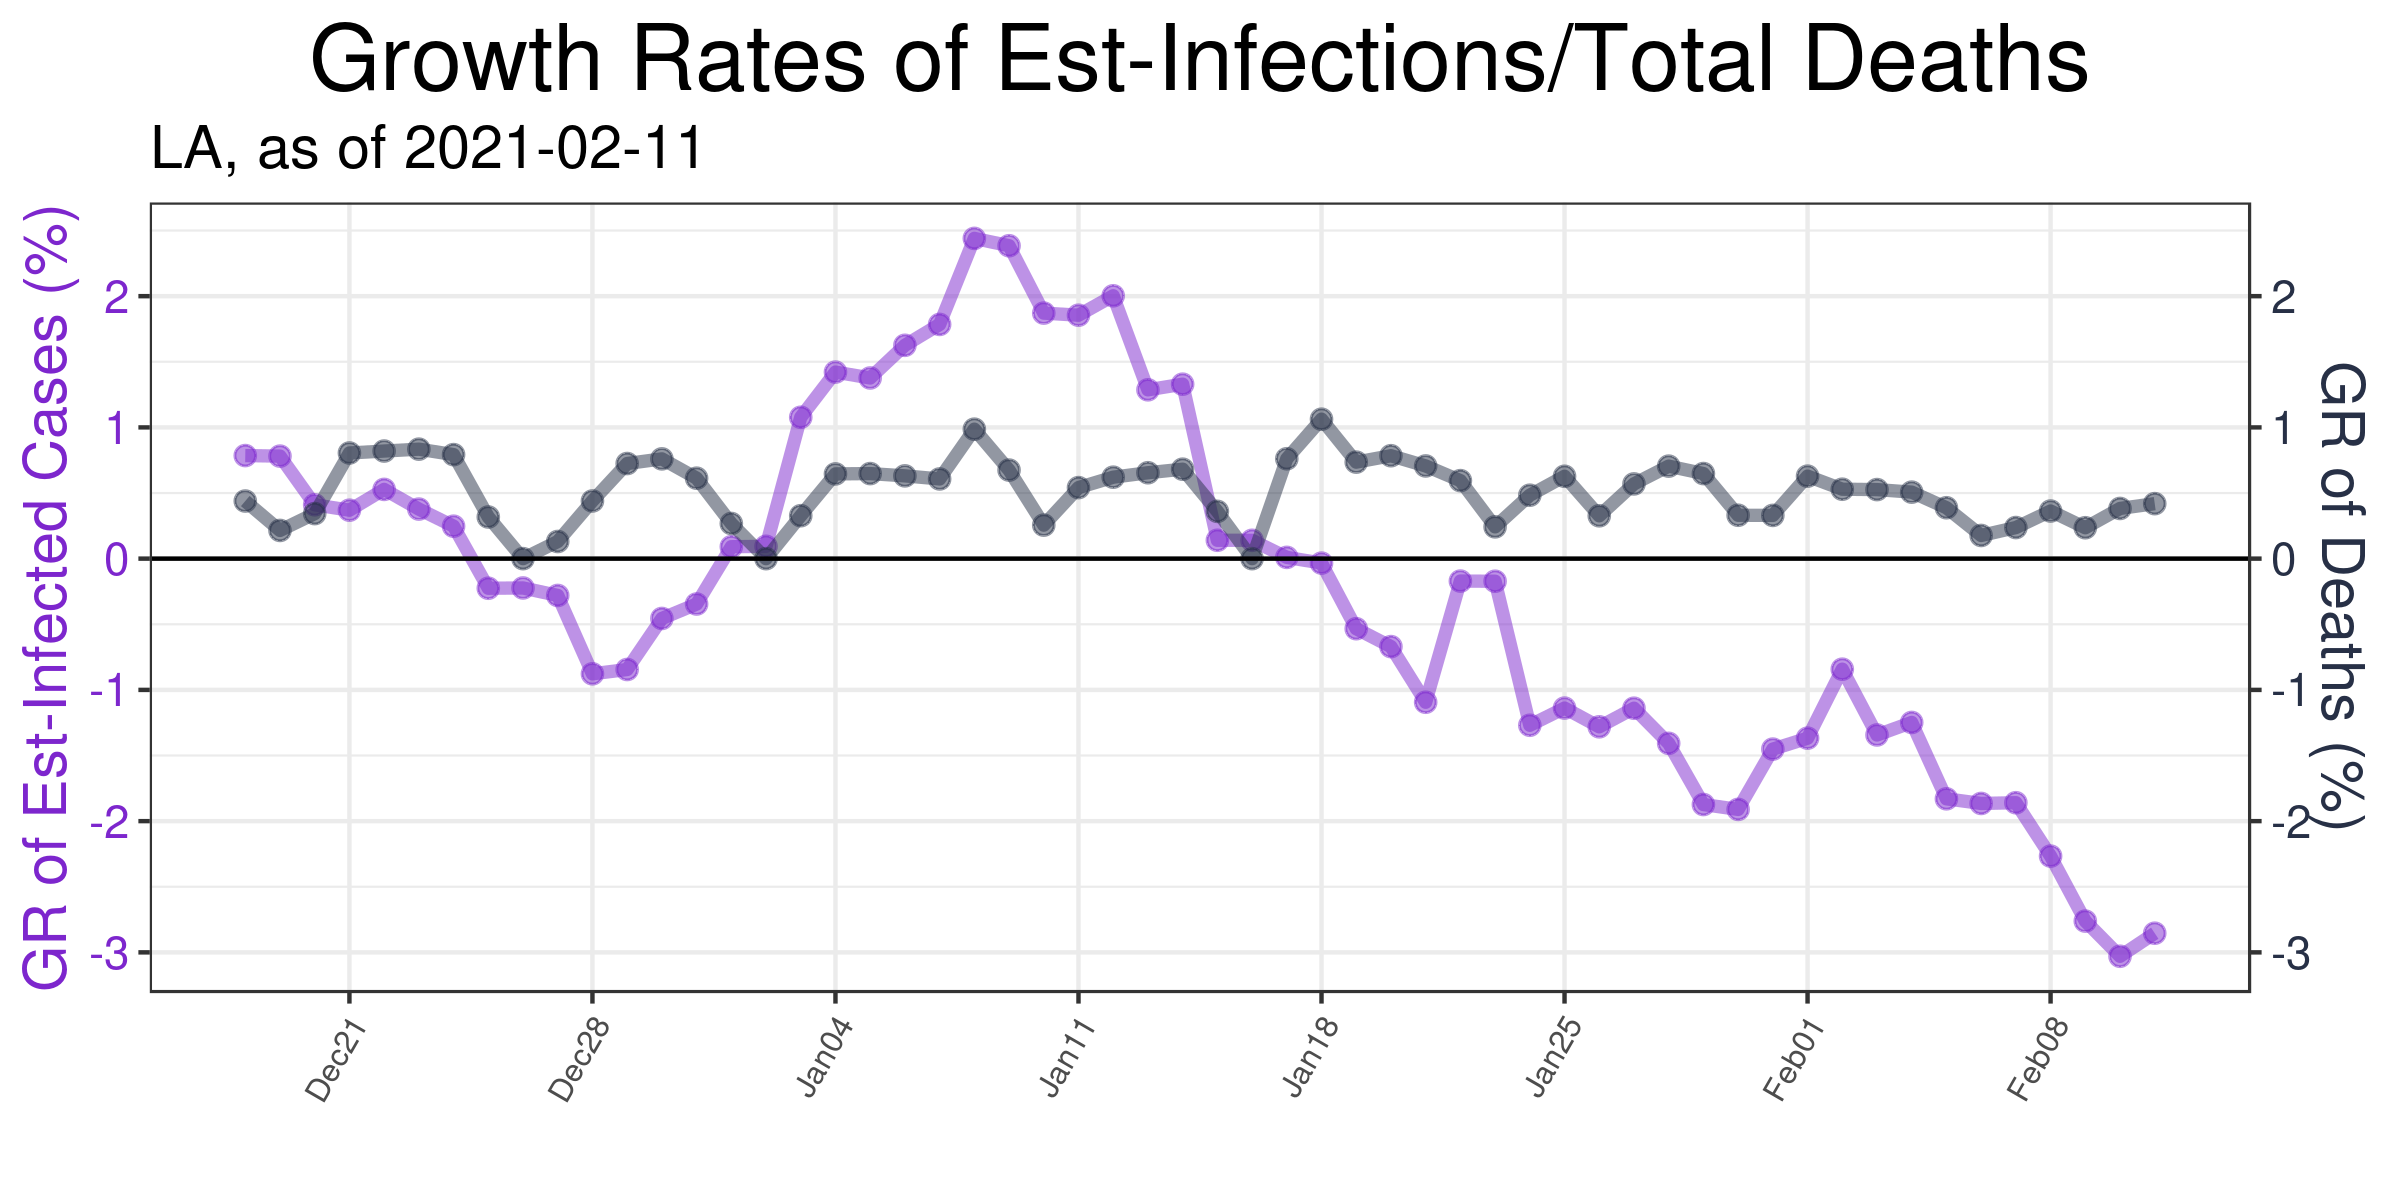 Growth Rates of Est-Infections/Total Deaths
LA, as of 2021-02-11
GR of Est-Infected Cases (%)
2
1
0
-1
-2
-3
2
1
0
-1
-2
-3
GR of Deaths (%)
Dec21
Dec28
Jan04
Jan11
Jan18
Jan25
Feb01
Feb08